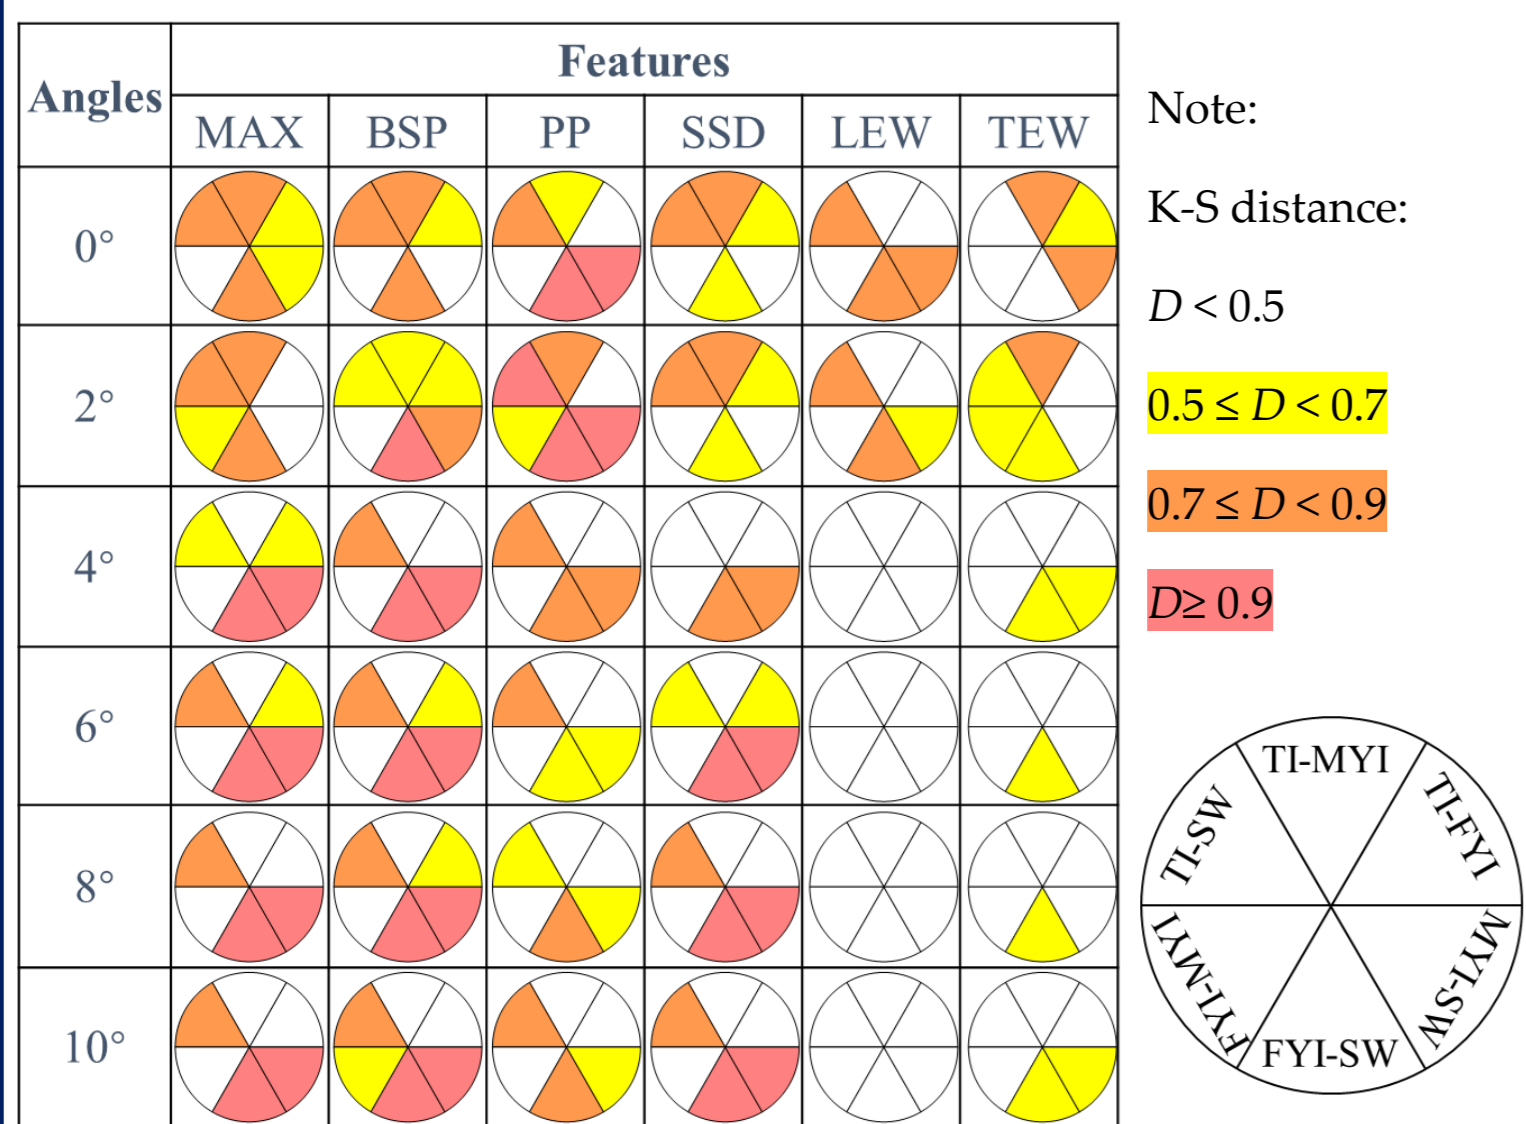 Angles
Features
MAX BSP PP SSD LEW TEW
0°
2°
4°
6°
8°
10°
Note:
K-S distance:
D < 0.5
0.5 ≤ D < 0.7
0.7 ≤ D < 0.9
D≥ 0.9
TI-MYI
TI-FYI
MYI-SW
FYI-SW
FYI-MYI
TI-SW